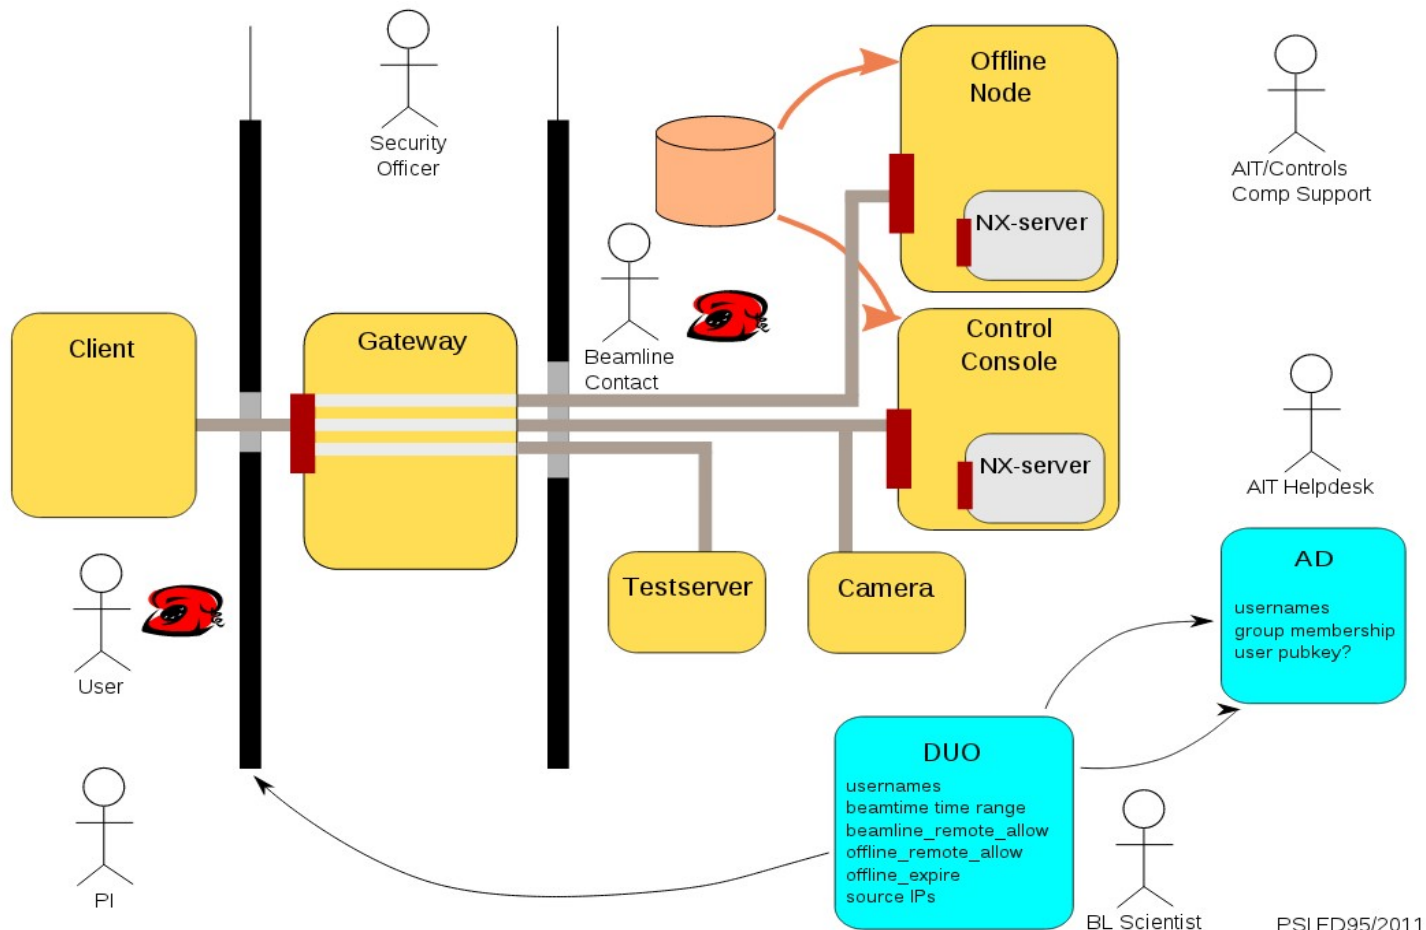 Security
Officer
Offline
Node
NX-server
AIT/Controls
Comp Support
Client
Gateway
Beamline
Contact
Control
Console
NX-server
AIT Helpdesk
Testserver
Camera
User
AD
usernames
group membership
user pubkey?
DUO
usernames
beamtime time range
beamline_remote_allow
offline_remote_allow
offline_expire
source IPs
PI
BL Scientist
PSI,FD95/2011